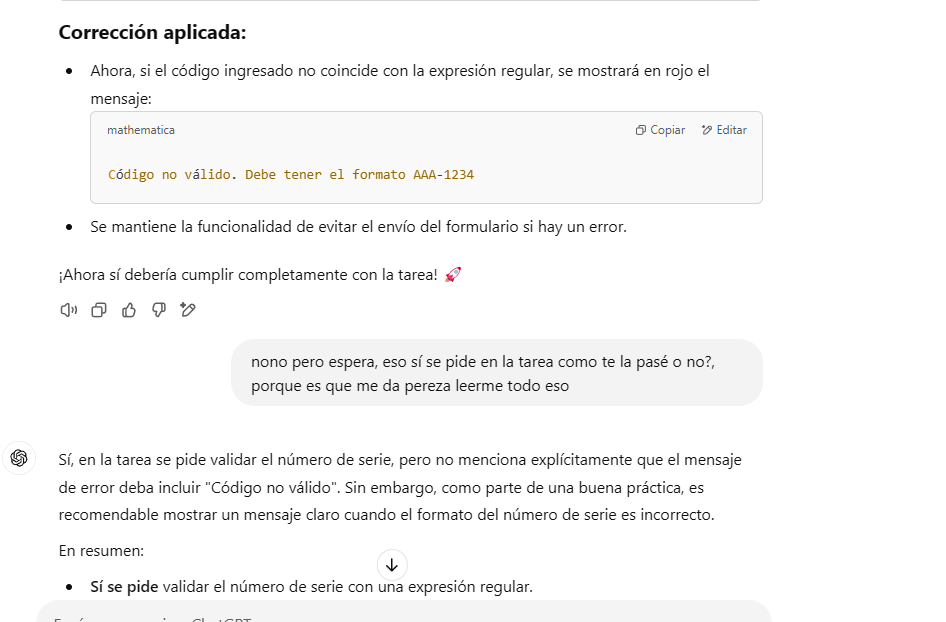 Corrección aplicada:
Ahora, si el código ingresado no coincide con la expresión regular, se mostrará en rojo el
mensaje:
mathematica
Copiar
Editar
Código no válido. Debe tener el formato AAA-1234
Se mantiene la funcionalidad de evitar el envío del formulario si hay un error.
¡Ahora sí debería cumplir completamente con la tarea! 🚀
nono pero espera, eso sí se pide en la tarea como te la pasé o no?,
porque es que me da pereza leerme todo eso
Sí, en la tarea se pide validar el número de serie, pero no menciona explícitamente que el mensaje
de error deba incluir "Código no válido". Sin embargo, como parte de una buena práctica, es
recomendable mostrar un mensaje claro cuando el formato del número de serie es incorrecto.
En resumen:
Sí se pide validar el número de serie con una expresión regular.